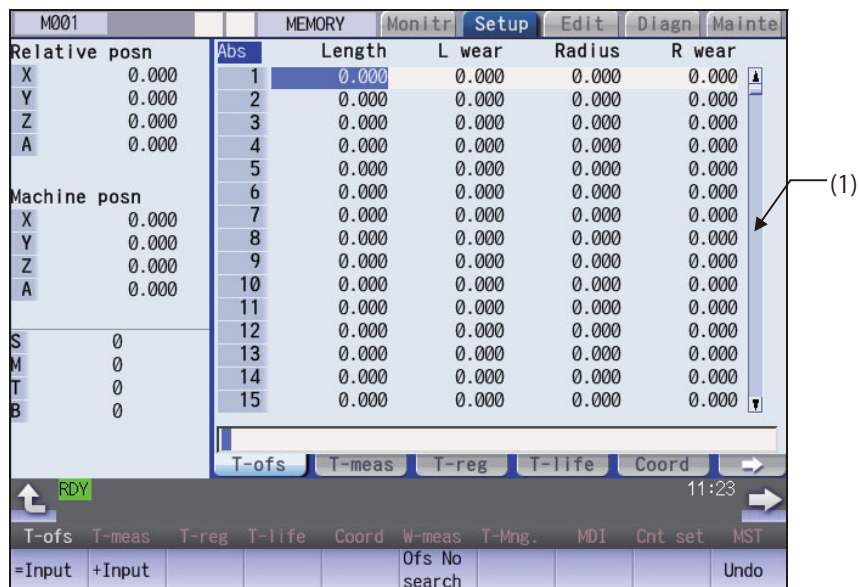 M001 MEMORY Monitr Setup Edit Diagn Mainte
Relative posn
X 0.000
Y 0.000
Z 0.000
A 0.000
Machine posn
X 0.000
Y 0.000
Z 0.000
A 0.000
S 0
M 0
T 0
B 0
Abs Length L wear Radius R wear
1 0.000 0.000 0.000 0.000
2 0.000 0.000 0.000 0.000
3 0.000 0.000 0.000 0.000
4 0.000 0.000 0.000 0.000
5 0.000 0.000 0.000 0.000
6 0.000 0.000 0.000 0.000
7 0.000 0.000 0.000 0.000
8 0.000 0.000 0.000 0.000
9 0.000 0.000 0.000 0.000
10 0.000 0.000 0.000 0.000
11 0.000 0.000 0.000 0.000
12 0.000 0.000 0.000 0.000
13 0.000 0.000 0.000 0.000
14 0.000 0.000 0.000 0.000
15 0.000 0.000 0.000 0.000
(1)
T-ofs T-meas T-reg T-life Coord
RDY 11:23
T-ofs T-meas T-reg T-life Coord W-meas T-Mng. MDI Cnt set MST
=Input +Input Ofs No search Undo